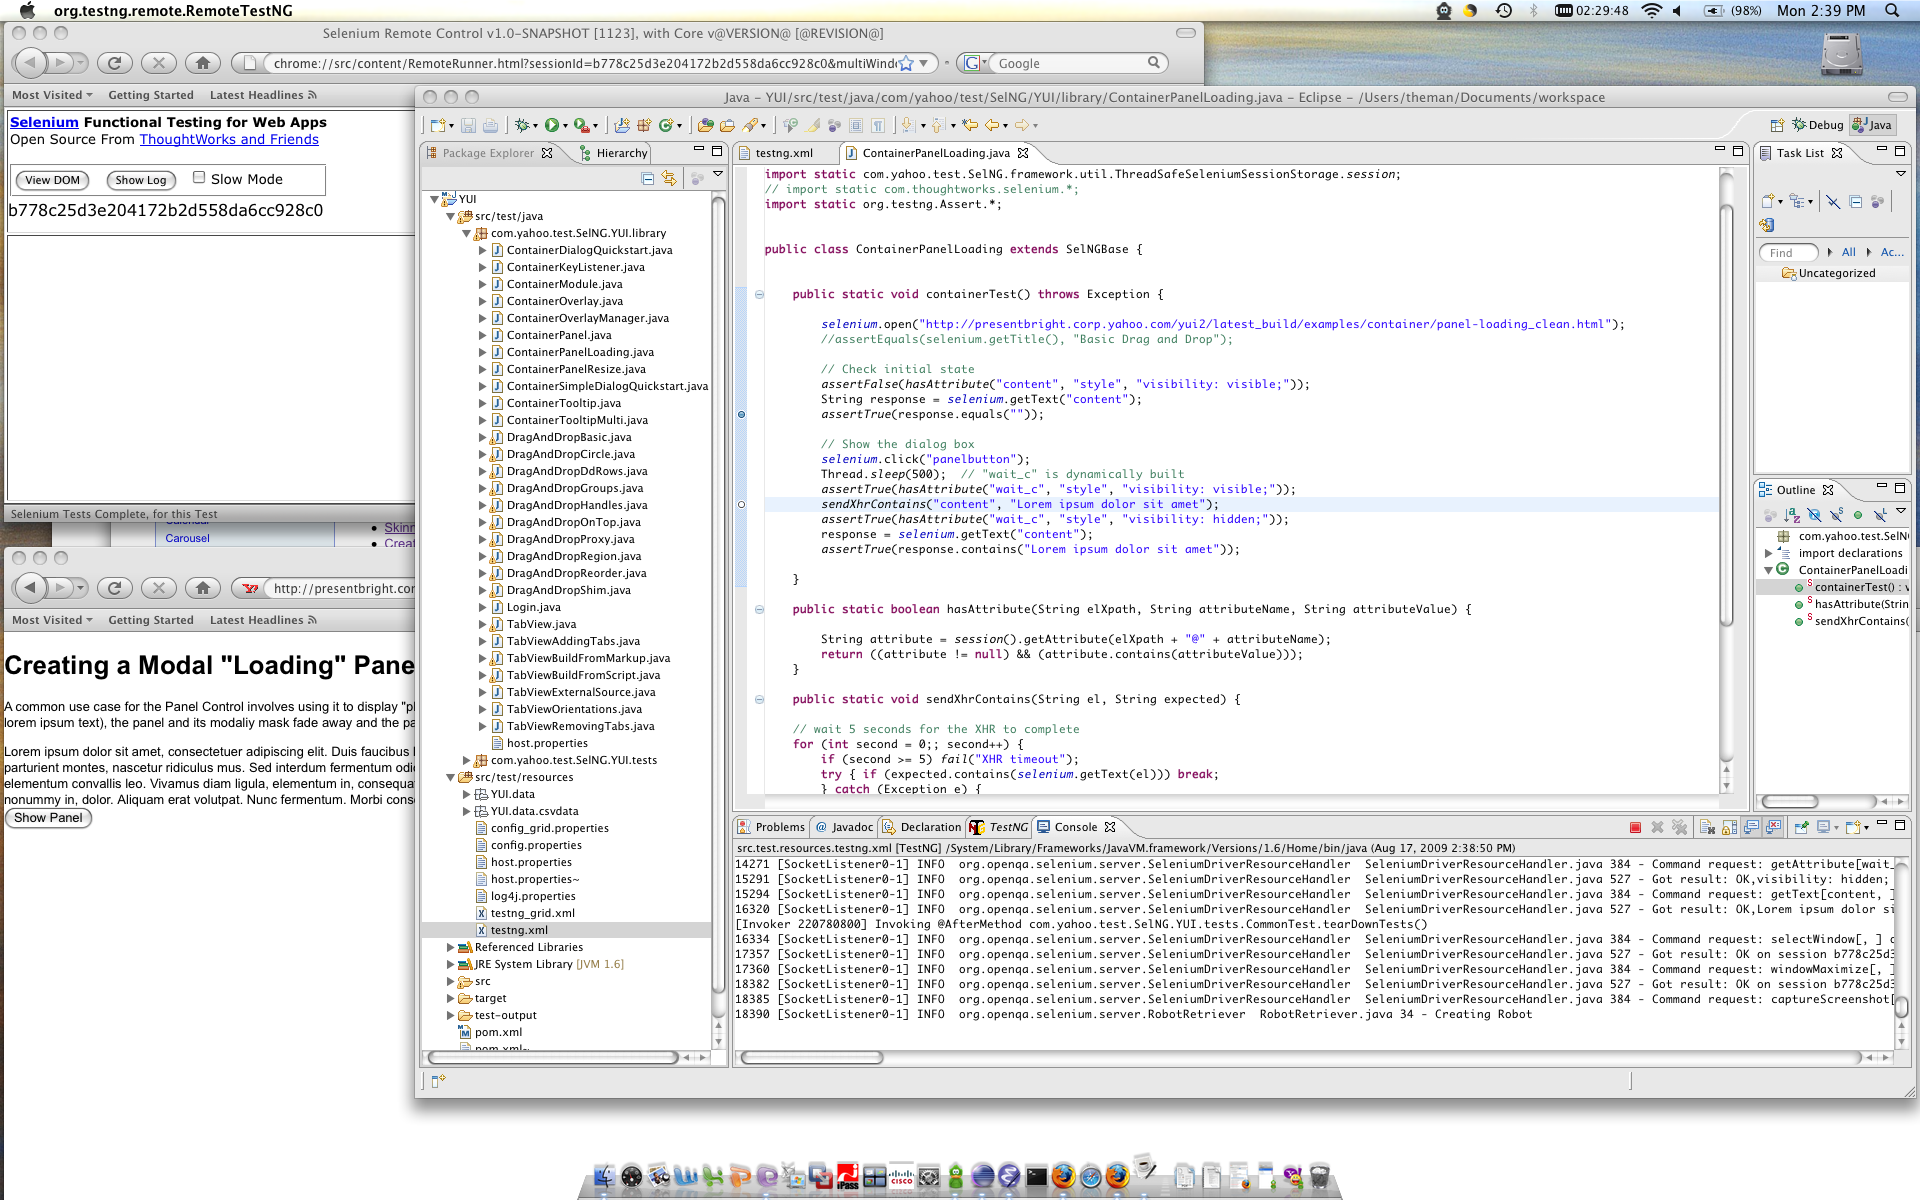 org.testng.remote.RemoteTestNG
02:29:48
(98%)
Mon 2:39 PM
Selenium Remote Control v1.0-SNAPSHOT [1123], with Core v@VERSION@ [@REVISION@]
chrome://src/content/RemoteRunner.html?sessionId=b778c25d3e204172b2d558da6cc928c0&multiWind
Google
Most Visited
Getting Started
Latest Headlines
Selenium Functional Testing for Web Apps
Open Source From ThoughtWorks and Friends
View DOM
Show Log
Slow Mode
b778c25d3e204172b2d558da6cc928c0
Selenium Tests Complete, for this Test
Carousel
Skinn
Crea
http://presentbright.cor
Most Visited
Getting Started
Latest Headlines
Creating a Modal "Loading" Pane
A common use case for the Panel Control involves using it to display "pl
lorem ipsum text), the panel and its modaliy mask fade away and the pa
Lorem ipsum dolor sit amet, consectetuer adipiscing elit. Duis faucibus
parturient montes, nascetur ridiculus mus. Sed interdum fermentum odi
elementum convallis leo. Vivamus diam ligula, elementum in, consequa
nonummy in, dolor. Aliquam erat volutpat. Nunc fermentum. Morbi cons
Show Panel
Java - YUI/src/test/java/com/yahoo/test/SelNG/YUI/library/ContainerPanelLoading.java - Eclipse - /Users/theman/Documents/workspace
Debug
Java
Package Explorer
Hierarchy
YUI
src/test/java
com.yahoo.test.SelNG.YUI.library
ContainerDialogQuickstart.java
ContainerKeyListener.java
ContainerModule.java
ContainerOverlay.java
ContainerOverlayManager.java
ContainerPanel.java
ContainerPanelLoading.java
ContainerPanelResize.java
ContainerSimpleDialogQuickstart.java
ContainerTooltip.java
ContainerTooltipMulti.java
DragAndDropBasic.java
DragAndDropCircle.java
DragAndDropDdRows.java
DragAndDropGroups.java
DragAndDropHandles.java
DragAndDropOnTop.java
DragAndDropProxy.java
DragAndDropRegion.java
DragAndDropReorder.java
DragAndDropShim.java
Login.java
TabView.java
TabViewAddingTabs.java
TabViewBuildFromMarkup.java
TabViewBuildFromScript.java
TabViewExternalSource.java
TabViewOrientations.java
TabViewRemovingTabs.java
host.properties
com.yahoo.test.SelNG.YUI.tests
src/test/resources
YUI.data
YUI.data.csvdata
config_grid.properties
config.properties
host.properties
host.properties~
log4j.properties
testng_grid.xml
testng.xml
Referenced Libraries
JRE System Library [JVM 1.6]
src
target
test-output
pom.xml
pom.xml~
testng.xml
ContainerPanelLoading.java
import static com.yahoo.test.SelNG.framework.util.ThreadSafeSeleniumSessionStorage.session;
// import static com.thoughtworks.selenium.*;
import static org.testng.Assert.*;
public class ContainerPanelLoading extends SelNGBase {
public static void containerTest() throws Exception {
selenium.open("http://presentbright.corp.yahoo.com/yui2/latest_build/examples/container/panel-loading_clean.html");
//assertEquals(selenium.getTitle(), "Basic Drag and Drop");
// Check initial state
assertFalse(hasAttribute("content", "style", "visibility: visible;"));
String response = selenium.getText("content");
assertTrue(response.equals(""));
// Show the dialog box
selenium.click("panelbutton");
Thread.sleep(500);  // "wait_c" is dynamically built
assertTrue(hasAttribute("wait_c", "style", "visibility: visible;"));
sendXhrContains("content", "Lorem ipsum dolor sit amet");
assertTrue(hasAttribute("wait_c", "style", "visibility: hidden;"));
response = selenium.getText("content");
assertTrue(response.contains("Lorem ipsum dolor sit amet"));
}
public static boolean hasAttribute(String elXpath, String attributeName, String attributeValue) {
String attribute = session().getAttribute(elXpath + "@" + attributeName);
return ((attribute != null) && (attribute.contains(attributeValue)));
}
public static void sendXhrContains(String el, String expected) {
// wait 5 seconds for the XHR to complete
for (int second = 0;; second++) {
if (second >= 5) fail("XHR timeout");
try { if (expected.contains(selenium.getText(el))) break;
} catch (Exception e) {
Task List
Find
All
Ac...
Uncategorized
Outline
com.yahoo.test.SelN
import declarations
ContainerPanelLoadi
containerTest() : v
hasAttribute(Strin
sendXhrContains(
Problems
Javadoc
Declaration
TestNG
Console
src.test.resources.testng.xml [TestNG] /System/Library/Frameworks/JavaVM.framework/Versions/1.6/Home/bin/java (Aug 17, 2009 2:38:50 PM)
14271 [SocketListener0-1] INFO  org.openqa.selenium.server.SeleniumDriverResourceHandler  SeleniumDriverResourceHandler.java 384 - Command request: getAttribute[wait_
15291 [SocketListener0-1] INFO  org.openqa.selenium.server.SeleniumDriverResourceHandler  SeleniumDriverResourceHandler.java 527 - Got result: OK,visibility: hidden;
15294 [SocketListener0-1] INFO  org.openqa.selenium.server.SeleniumDriverResourceHandler  SeleniumDriverResourceHandler.java 384 - Command request: getText[content, ]
16320 [SocketListener0-1] INFO  org.openqa.selenium.server.SeleniumDriverResourceHandler  SeleniumDriverResourceHandler.java 527 - Got result: OK,Lorem ipsum dolor si
[Invoker 220780800] Invoking @AfterMethod com.yahoo.test.SelNG.YUI.tests.CommonTest.tearDownTests()
16334 [SocketListener0-1] INFO  org.openqa.selenium.server.SeleniumDriverResourceHandler  SeleniumDriverResourceHandler.java 384 - Command request: selectWindow[, ] o
17357 [SocketListener0-1] INFO  org.openqa.selenium.server.SeleniumDriverResourceHandler  SeleniumDriverResourceHandler.java 527 - Got result: OK on session b778c25d3
17360 [SocketListener0-1] INFO  org.openqa.selenium.server.SeleniumDriverResourceHandler  SeleniumDriverResourceHandler.java 384 - Command request: windowMaximize[, ]
18382 [SocketListener0-1] INFO  org.openqa.selenium.server.SeleniumDriverResourceHandler  SeleniumDriverResourceHandler.java 527 - Got result: OK on session b778c25d3
18385 [SocketListener0-1] INFO  org.openqa.selenium.server.SeleniumDriverResourceHandler  SeleniumDriverResourceHandler.java 384 - Command request: captureScreenshot[
18390 [SocketListener0-1] INFO  org.openqa.selenium.server.RobotRetriever  RobotRetriever.java 34 - Creating Robot
iPass
CISCO